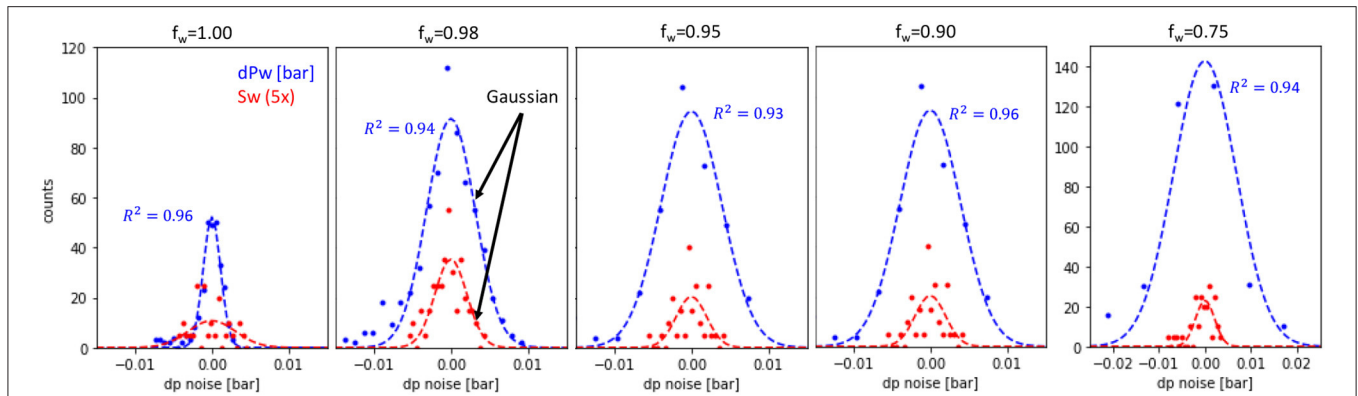 f_w=1.00 f_w=0.98 f_w=0.95 f_w=0.90 f_w=0.75
120
100
80
60
40
20
0
counts
dPw [bar]
Sw (5x)
R² = 0.96
−0.01 0.00 0.01
dp noise [bar]
Gaussian
R² = 0.94
−0.01 0.00 0.01
dp noise [bar]
R² = 0.93
−0.01 0.00 0.01
dp noise [bar]
R² = 0.96
−0.01 0.00 0.01
dp noise [bar]
140
120
100
80
60
40
20
0
R² = 0.94
−0.02 −0.01 0.00 0.01 0.02
dp noise [bar]